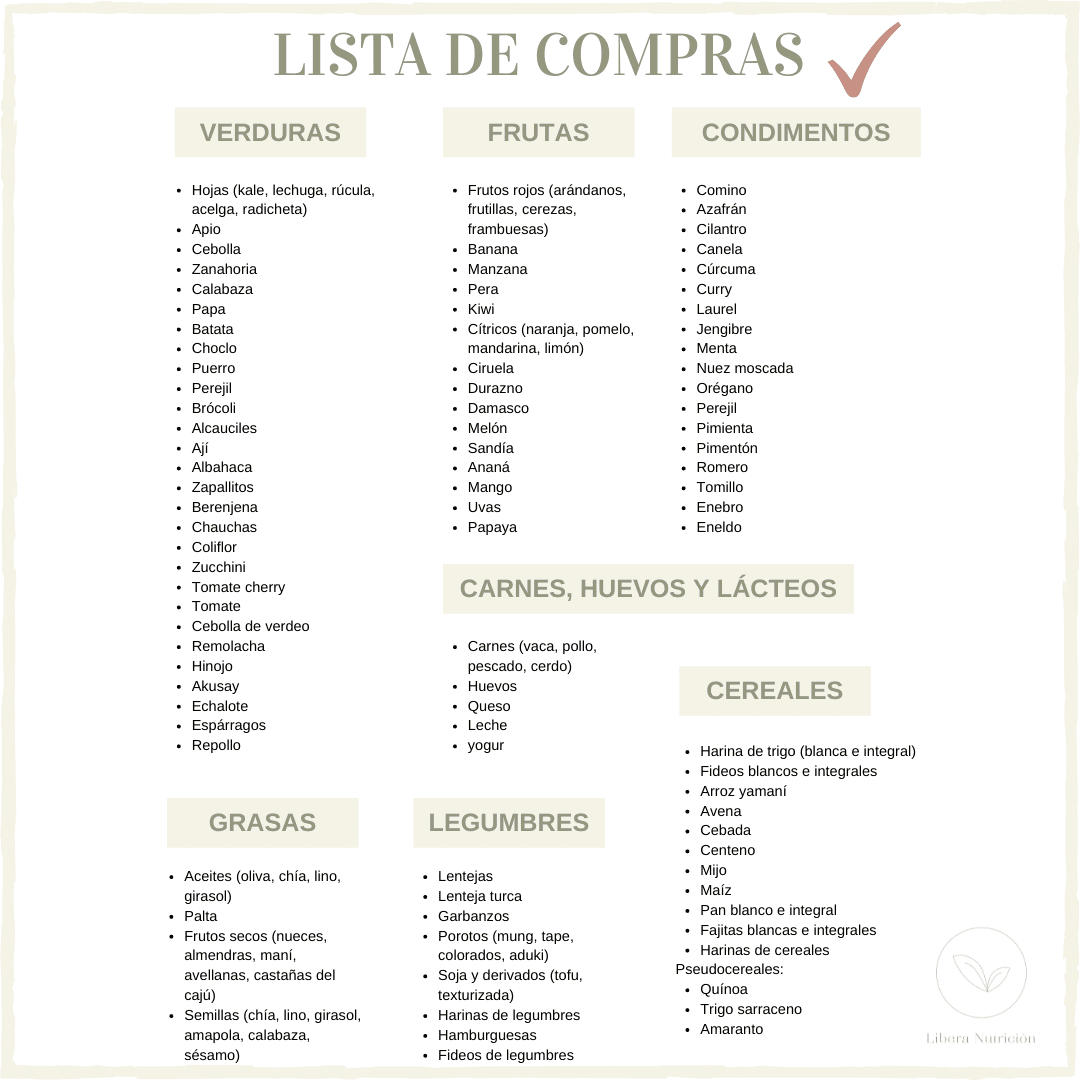 LISTA DE COMPRAS
VERDURAS
• Hojas (kale, lechuga, rúcula,
acelga, radicheta)
• Apio
• Cebolla
• Zanahoria
• Calabaza
• Papa
• Batata
• Choclo
• Puerro
• Perejil
• Brócoli
• Alcauciles
• Ají
• Albahaca
• Zapallitos
• Berenjena
• Chauchas
• Coliflor
• Zucchini
• Tomate cherry
• Tomate
• Cebolla de verdeo
• Remolacha
• Hinojo
• Akusay
• Echalote
• Espárragos
• Repollo
FRUTAS
• Frutos rojos (arándanos,
frutillas, cerezas,
frambuesas)
• Banana
• Manzana
• Pera
• Kiwi
• Cítricos (naranja, pomelo,
mandarina, limón)
• Ciruela
• Durazno
• Damasco
• Melón
• Sandía
• Ananá
• Mango
• Uvas
• Papaya
CONDIMENTOS
• Comino
• Azafrán
• Cilantro
• Canela
• Cúrcuma
• Curry
• Laurel
• Jengibre
• Menta
• Nuez moscada
• Orégano
• Perejil
• Pimienta
• Pimentón
• Romero
• Tomillo
• Enebro
• Eneldo
CARNES, HUEVOS Y LÁCTEOS
• Carnes (vaca, pollo,
pescado, cerdo)
• Huevos
• Queso
• Leche
• yogur
CEREALES
• Harina de trigo (blanca e integral)
• Fideos blancos e integrales
• Arroz yamaní
• Avena
• Cebada
• Centeno
• Mijo
• Maíz
• Pan blanco e integral
• Fajitas blancas e integrales
• Harinas de cereales
Pseudocereales:
• Quínoa
• Trigo sarraceno
• Amaranto
GRASAS
• Aceites (oliva, chía, lino,
girasol)
• Palta
• Frutos secos (nueces,
almendras, maní,
avellanas, castañas del
cajú)
• Semillas (chía, lino, girasol,
amapola, calabaza,
sésamo)
LEGUMBRES
• Lentejas
• Lenteja turca
• Garbanzos
• Porotos (mung, tape,
colorados, aduki)
• Soja y derivados (tofu,
texturizada)
• Harinas de legumbres
• Hamburguesas
• Fideos de legumbres
Libera Nutrición